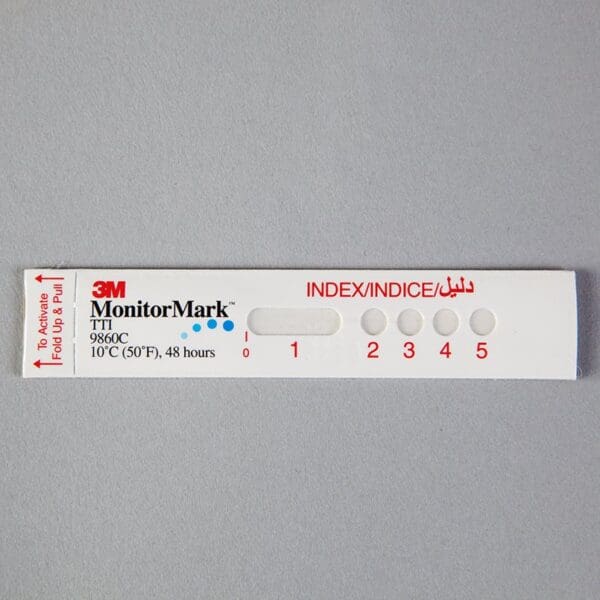 To Activate
Fold Up & Pull
3M
MonitorMark™
TTI
9860C
10°C (50°F), 48 hours
INDEX/INDICE/دليل
0
1
2
3
4
5